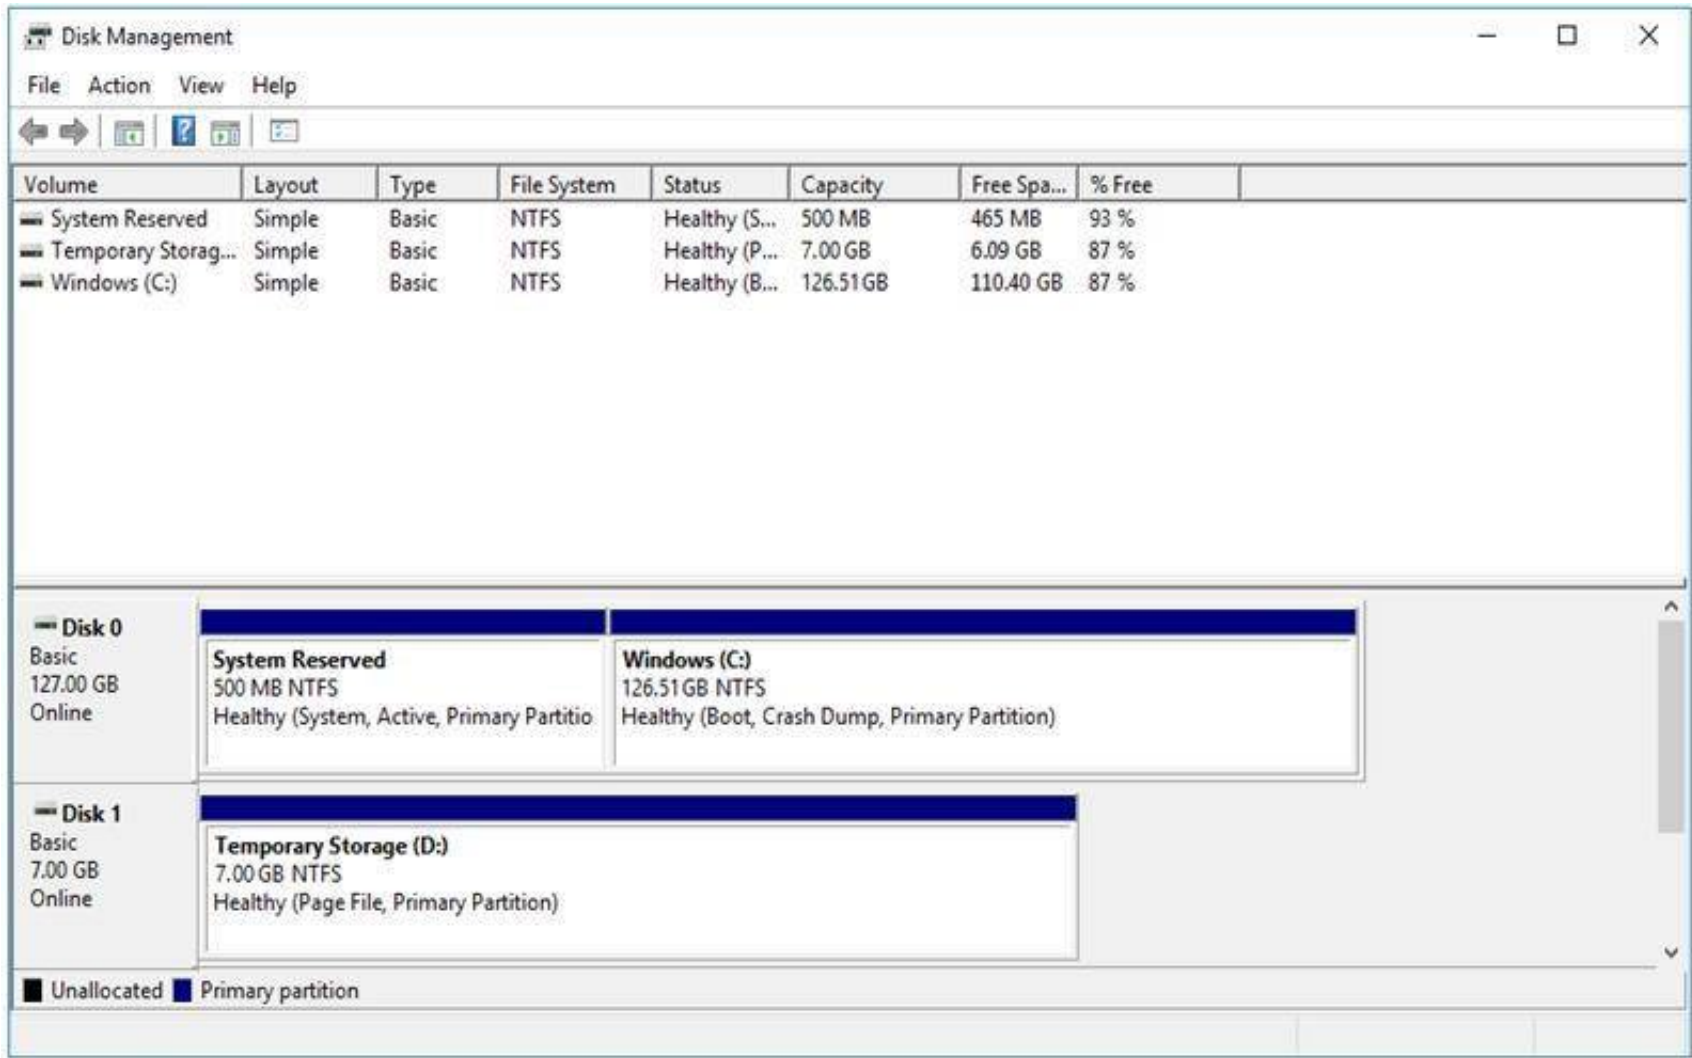 Disk Management
File Action View Help
Volume Layout Type File System Status Capacity Free Spa... % Free
System Reserved Simple Basic NTFS Healthy (S... 500 MB 465 MB 93 %
Temporary Storag... Simple Basic NTFS Healthy (P... 7.00 GB 6.09 GB 87 %
Windows (C:) Simple Basic NTFS Healthy (B... 126.51GB 110.40 GB 87 %
Disk 0
Basic
127.00 GB
Online
System Reserved
500 MB NTFS
Healthy (System, Active, Primary Partitio
Windows (C:)
126.51GB NTFS
Healthy (Boot, Crash Dump, Primary Partition)
Disk 1
Basic
7.00 GB
Online
Temporary Storage (D:)
7.00 GB NTFS
Healthy (Page File, Primary Partition)
Unallocated Primary partition